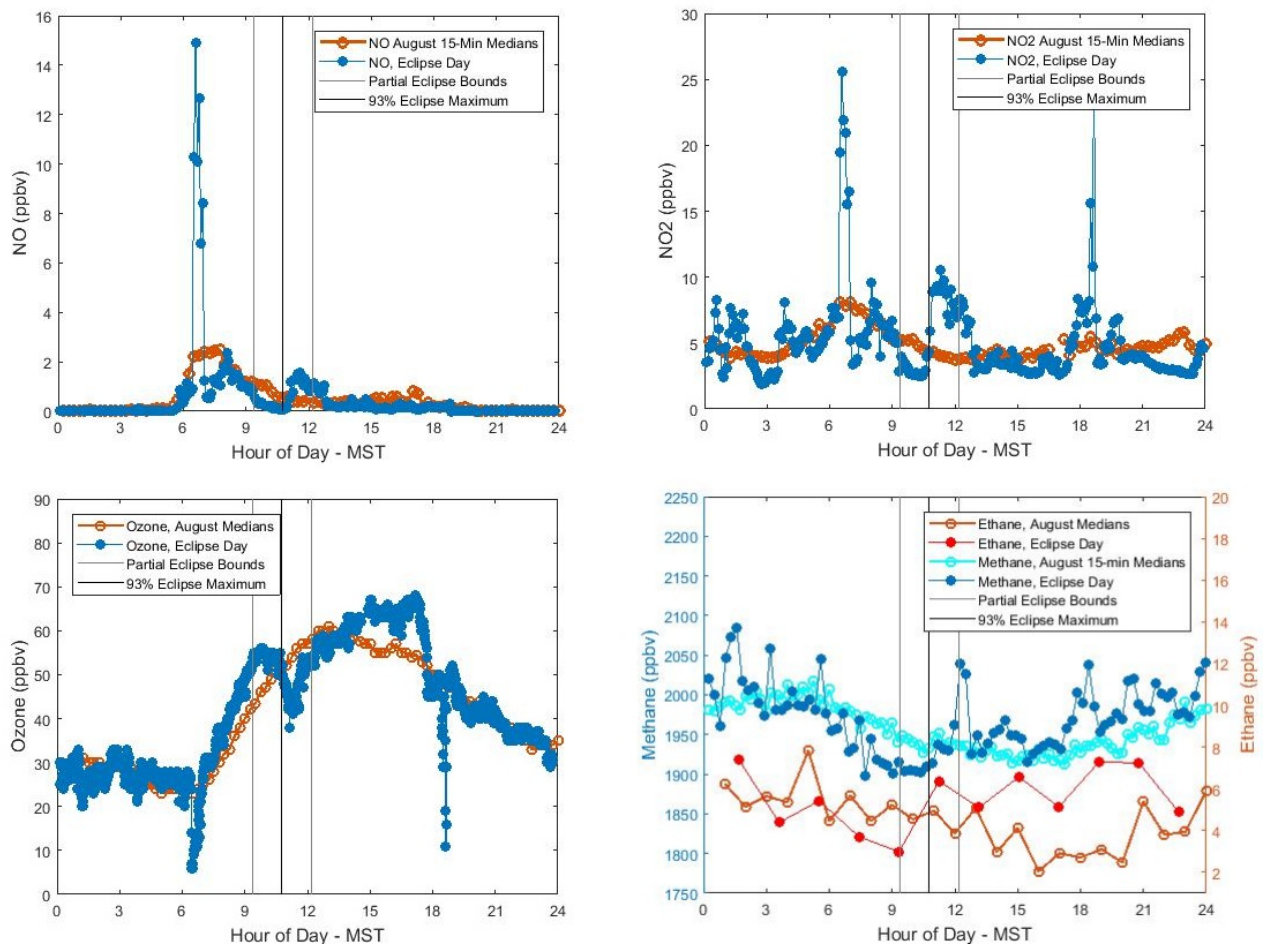 NO (ppbv)
16
14
12
10
8
6
4
2
0
NO August 15-Min Medians
NO, Eclipse Day
Partial Eclipse Bounds
93% Eclipse Maximum
0 3 6 9 12 15 18 21 24
Hour of Day - MST
NO2 (ppbv)
30
25
20
15
10
5
0
NO2 August 15-Min Medians
NO2, Eclipse Day
Partial Eclipse Bounds
93% Eclipse Maximum
0 3 6 9 12 15 18 21 24
Hour of Day - MST
Ozone (ppbv)
90
80
70
60
50
40
30
20
10
0
Ozone, August Medians
Ozone, Eclipse Day
Partial Eclipse Bounds
93% Eclipse Maximum
0 3 6 9 12 15 18 21 24
Hour of Day - MST
Methane (ppbv)
2250
2200
2150
2100
2050
2000
1950
1900
1850
1800
1750
Ethane, August Medians
Ethane, Eclipse Day
Methane, August 15-min Medians
Methane, Eclipse Day
Partial Eclipse Bounds
93% Eclipse Maximum
20
18
16
14
12
10
8
6
4
2
Ethane (ppbv)
0 3 6 9 12 15 18 21 24
Hour of Day - MST